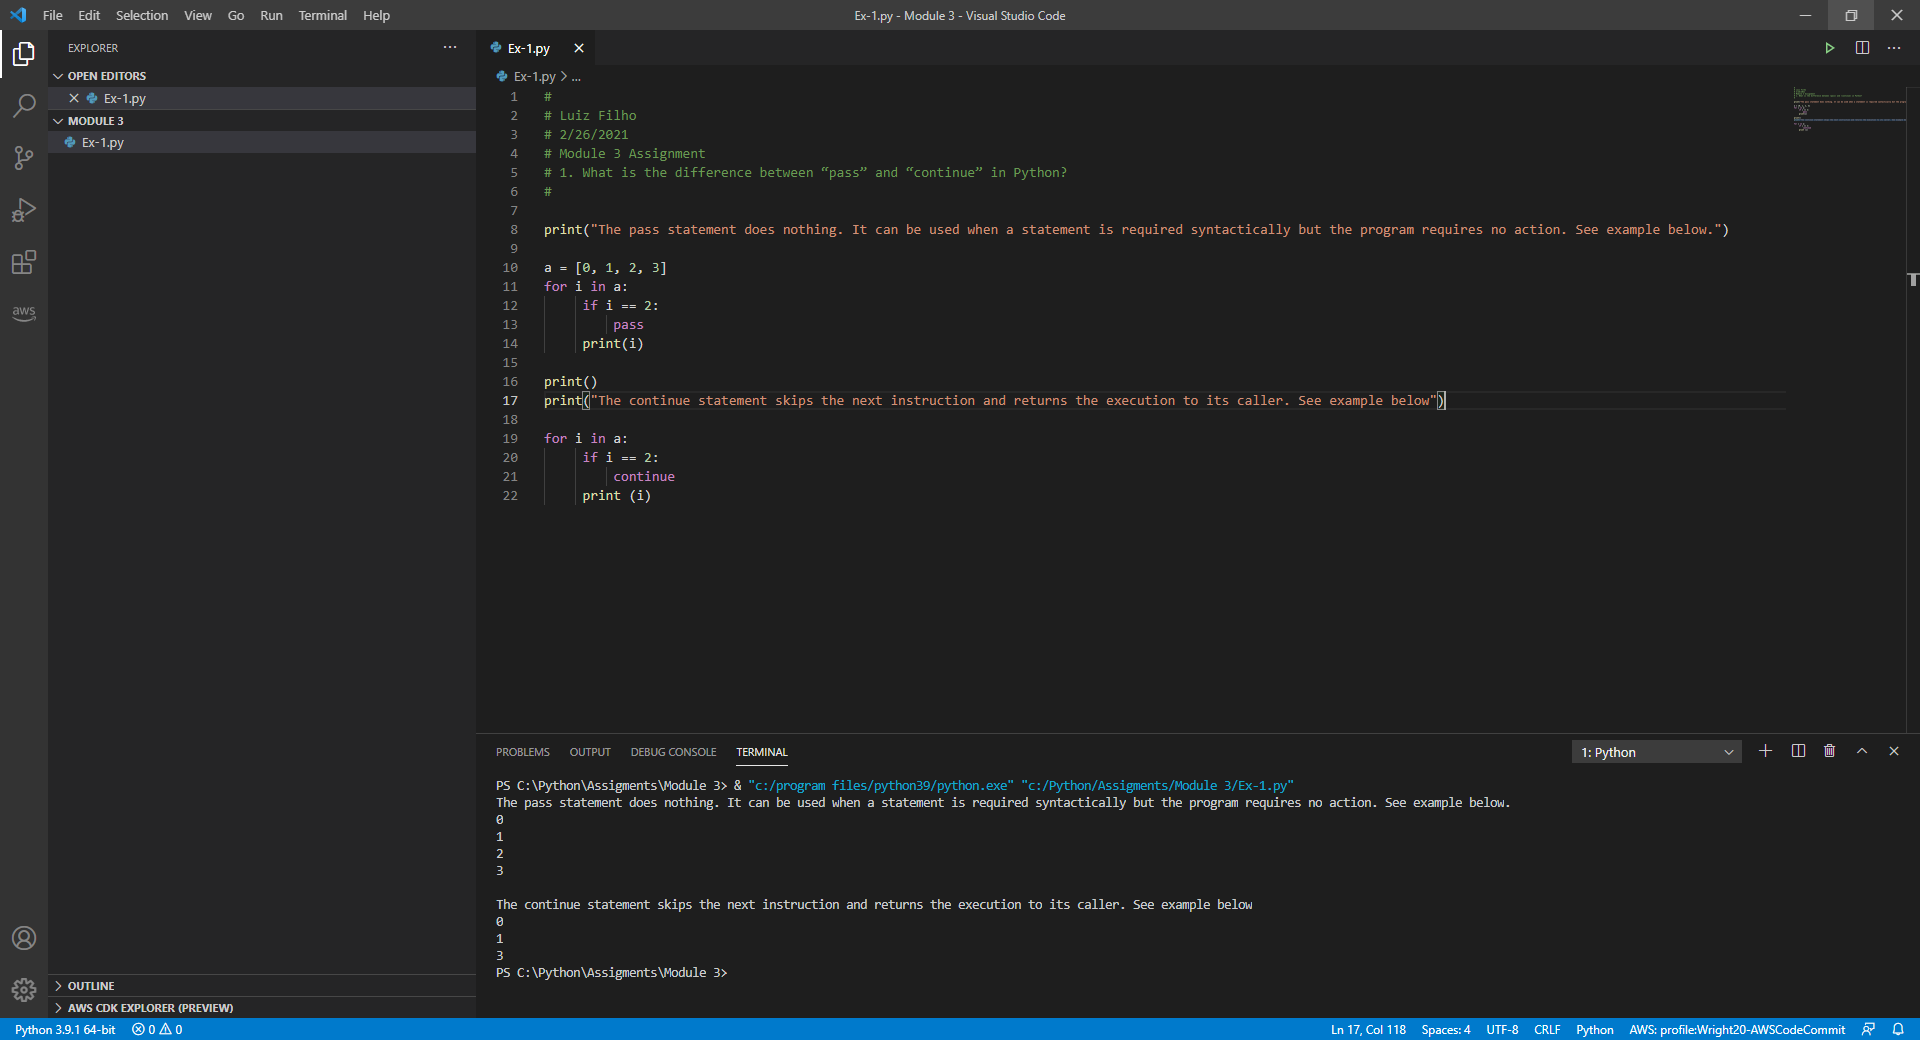 File Edit Selection View Go Run Terminal Help
Ex-1.py - Module 3 - Visual Studio Code
EXPLORER
OPEN EDITORS
Ex-1.py
MODULE 3
Ex-1.py
aws
OUTLINE
AWS CDK EXPLORER (PREVIEW)
Ex-1.py
Ex-1.py > ...
1 #
2 # Luiz Filho
3 # 2/26/2021
4 # Module 3 Assignment
5 # 1. What is the difference between “pass” and “continue” in Python?
6 #
7
8 print("The pass statement does nothing. It can be used when a statement is required syntactically but the program requires no action. See example below.")
9
10 a = [0, 1, 2, 3]
11 for i in a:
12 if i == 2:
13 pass
14 print(i)
15
16 print()
17 print("The continue statement skips the next instruction and returns the execution to its caller. See example below")
18
19 for i in a:
20 if i == 2:
21 continue
22 print (i)
PROBLEMS OUTPUT DEBUG CONSOLE TERMINAL
1: Python
PS C:\Python\Assigments\Module 3> & "c:/program files/python39/python.exe" "c:/Python/Assigments/Module 3/Ex-1.py"
The pass statement does nothing. It can be used when a statement is required syntactically but the program requires no action. See example below.
0
1
2
3
The continue statement skips the next instruction and returns the execution to its caller. See example below
0
1
3
PS C:\Python\Assigments\Module 3>
Python 3.9.1 64-bit 0 0
Ln 17, Col 118 Spaces: 4 UTF-8 CRLF Python AWS: profile:Wright20-AWSCodeCommit